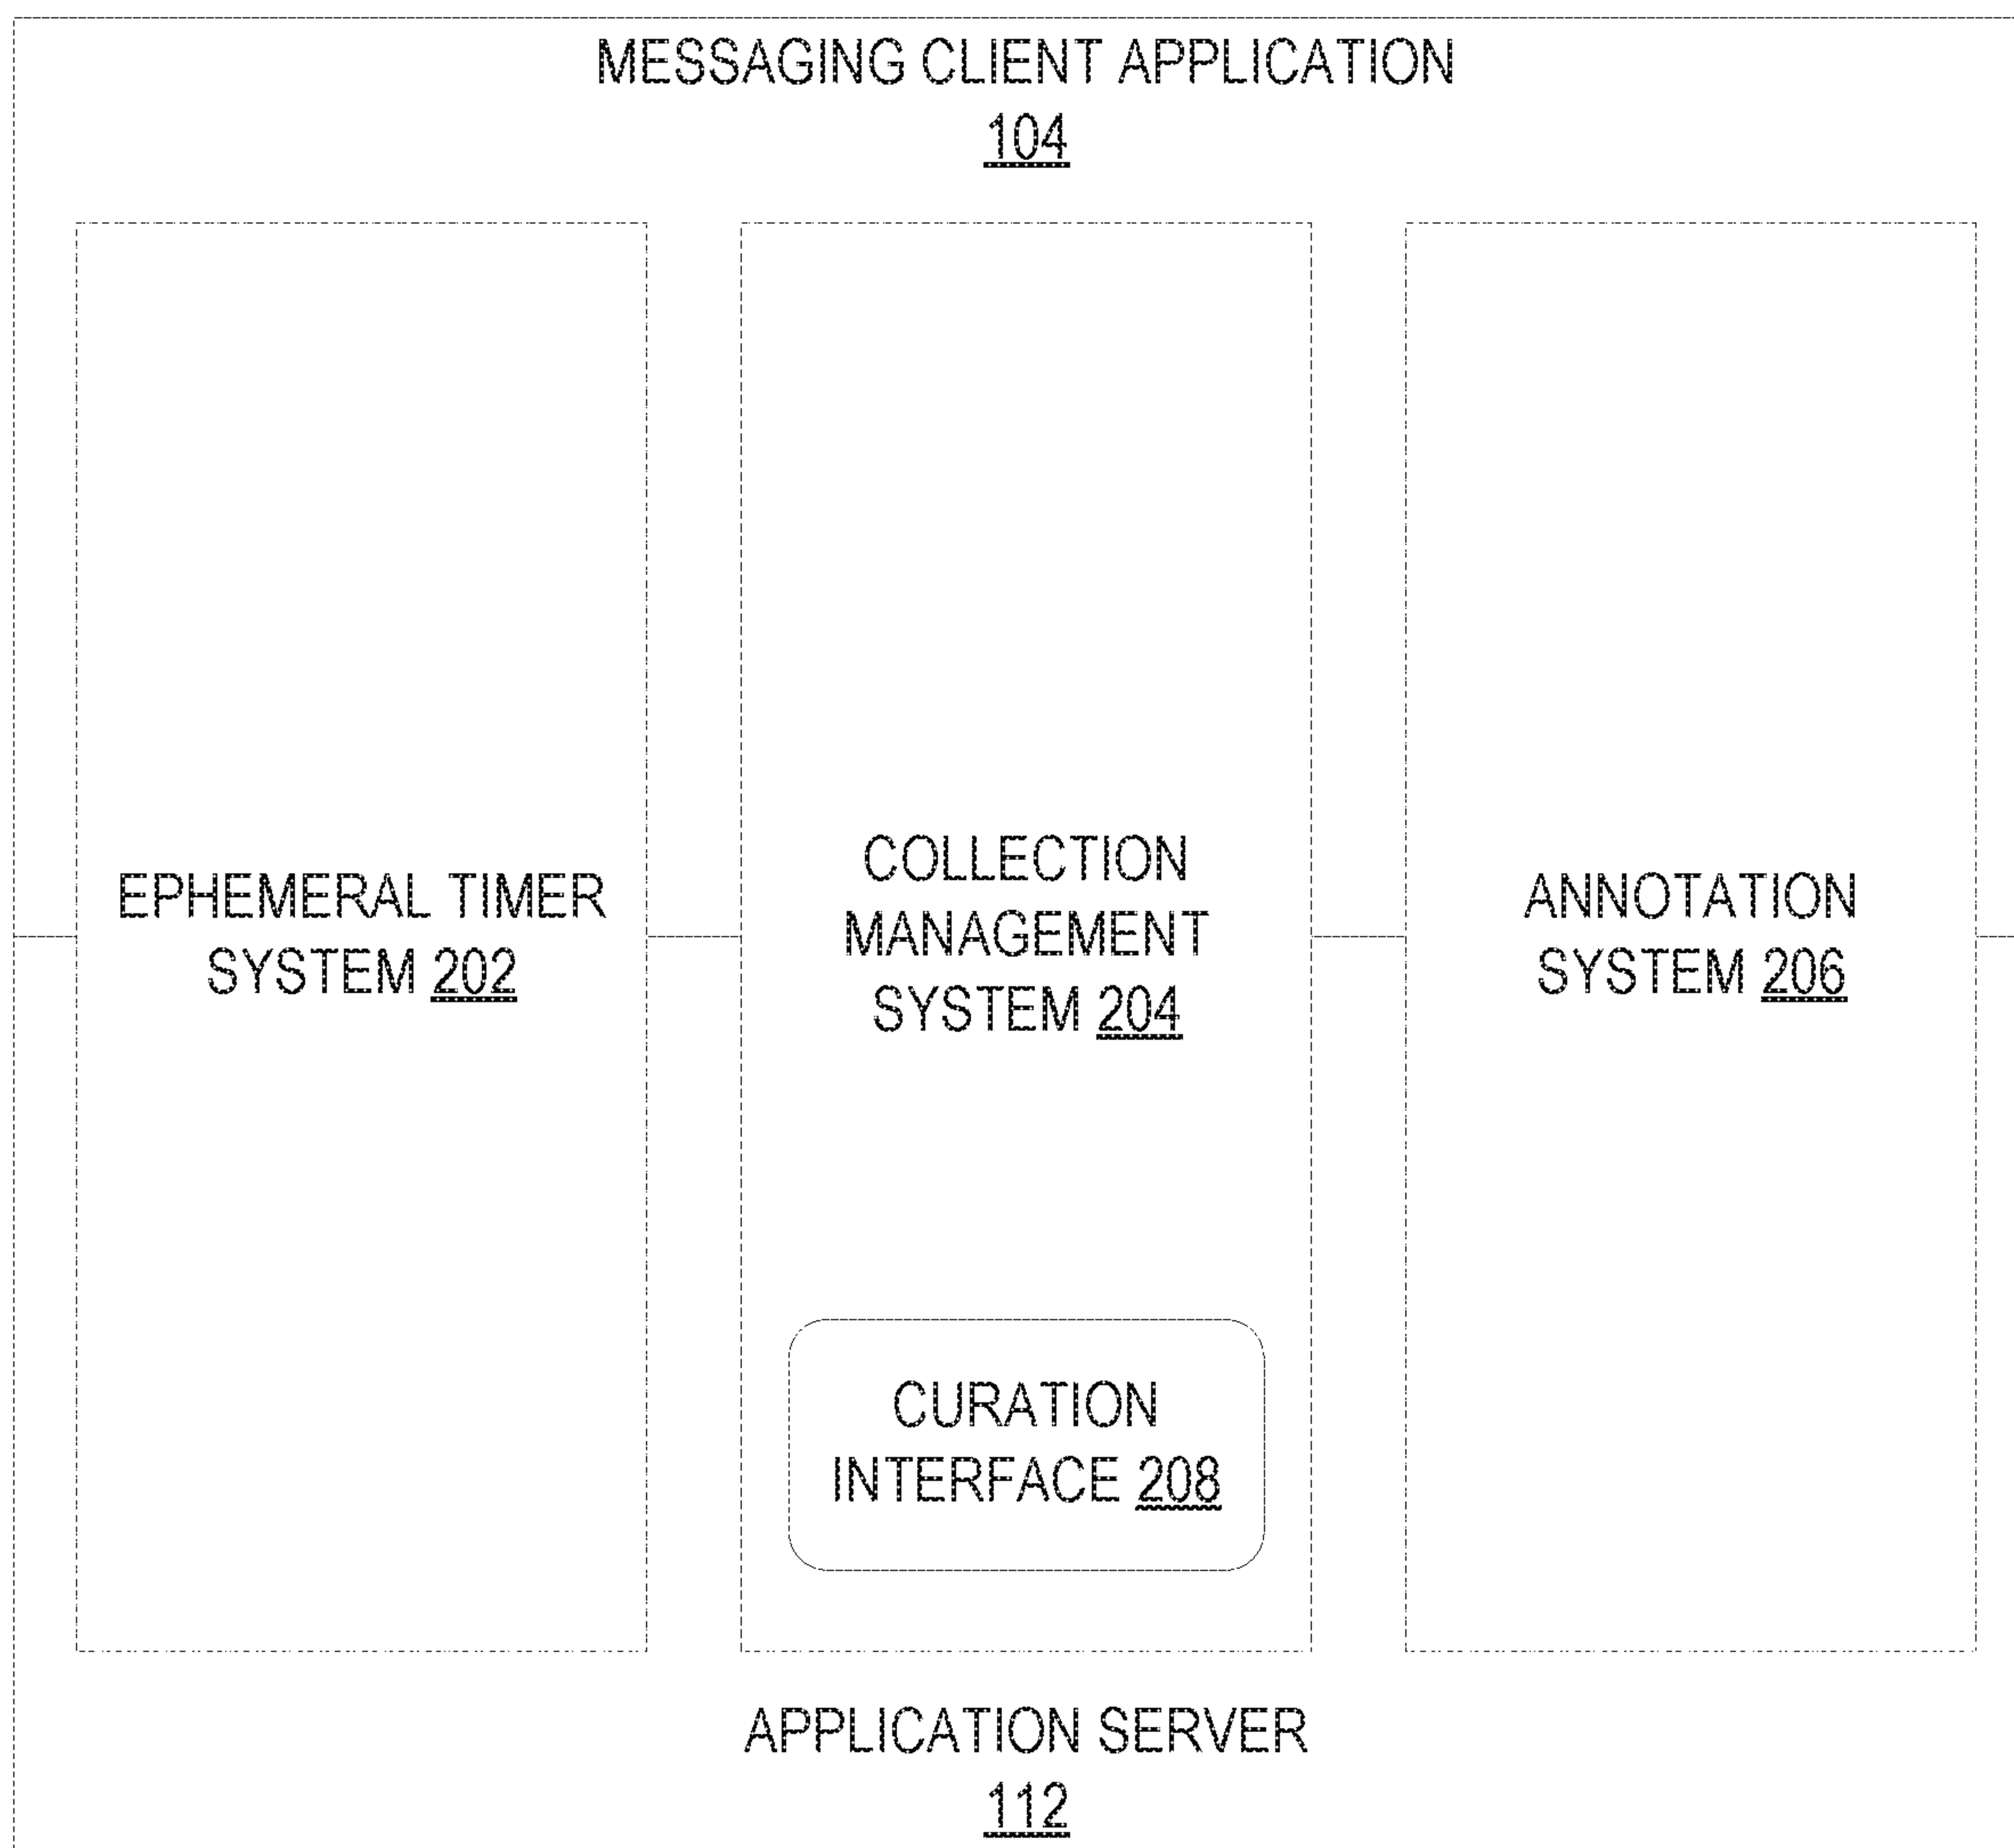 MESSAGING CLIENT APPLICATION
104
EPHEMERAL TIMER
SYSTEM 202
COLLECTION
MANAGEMENT
SYSTEM 204
CURATION
INTERFACE 208
ANNOTATION
SYSTEM 206
APPLICATION SERVER
112